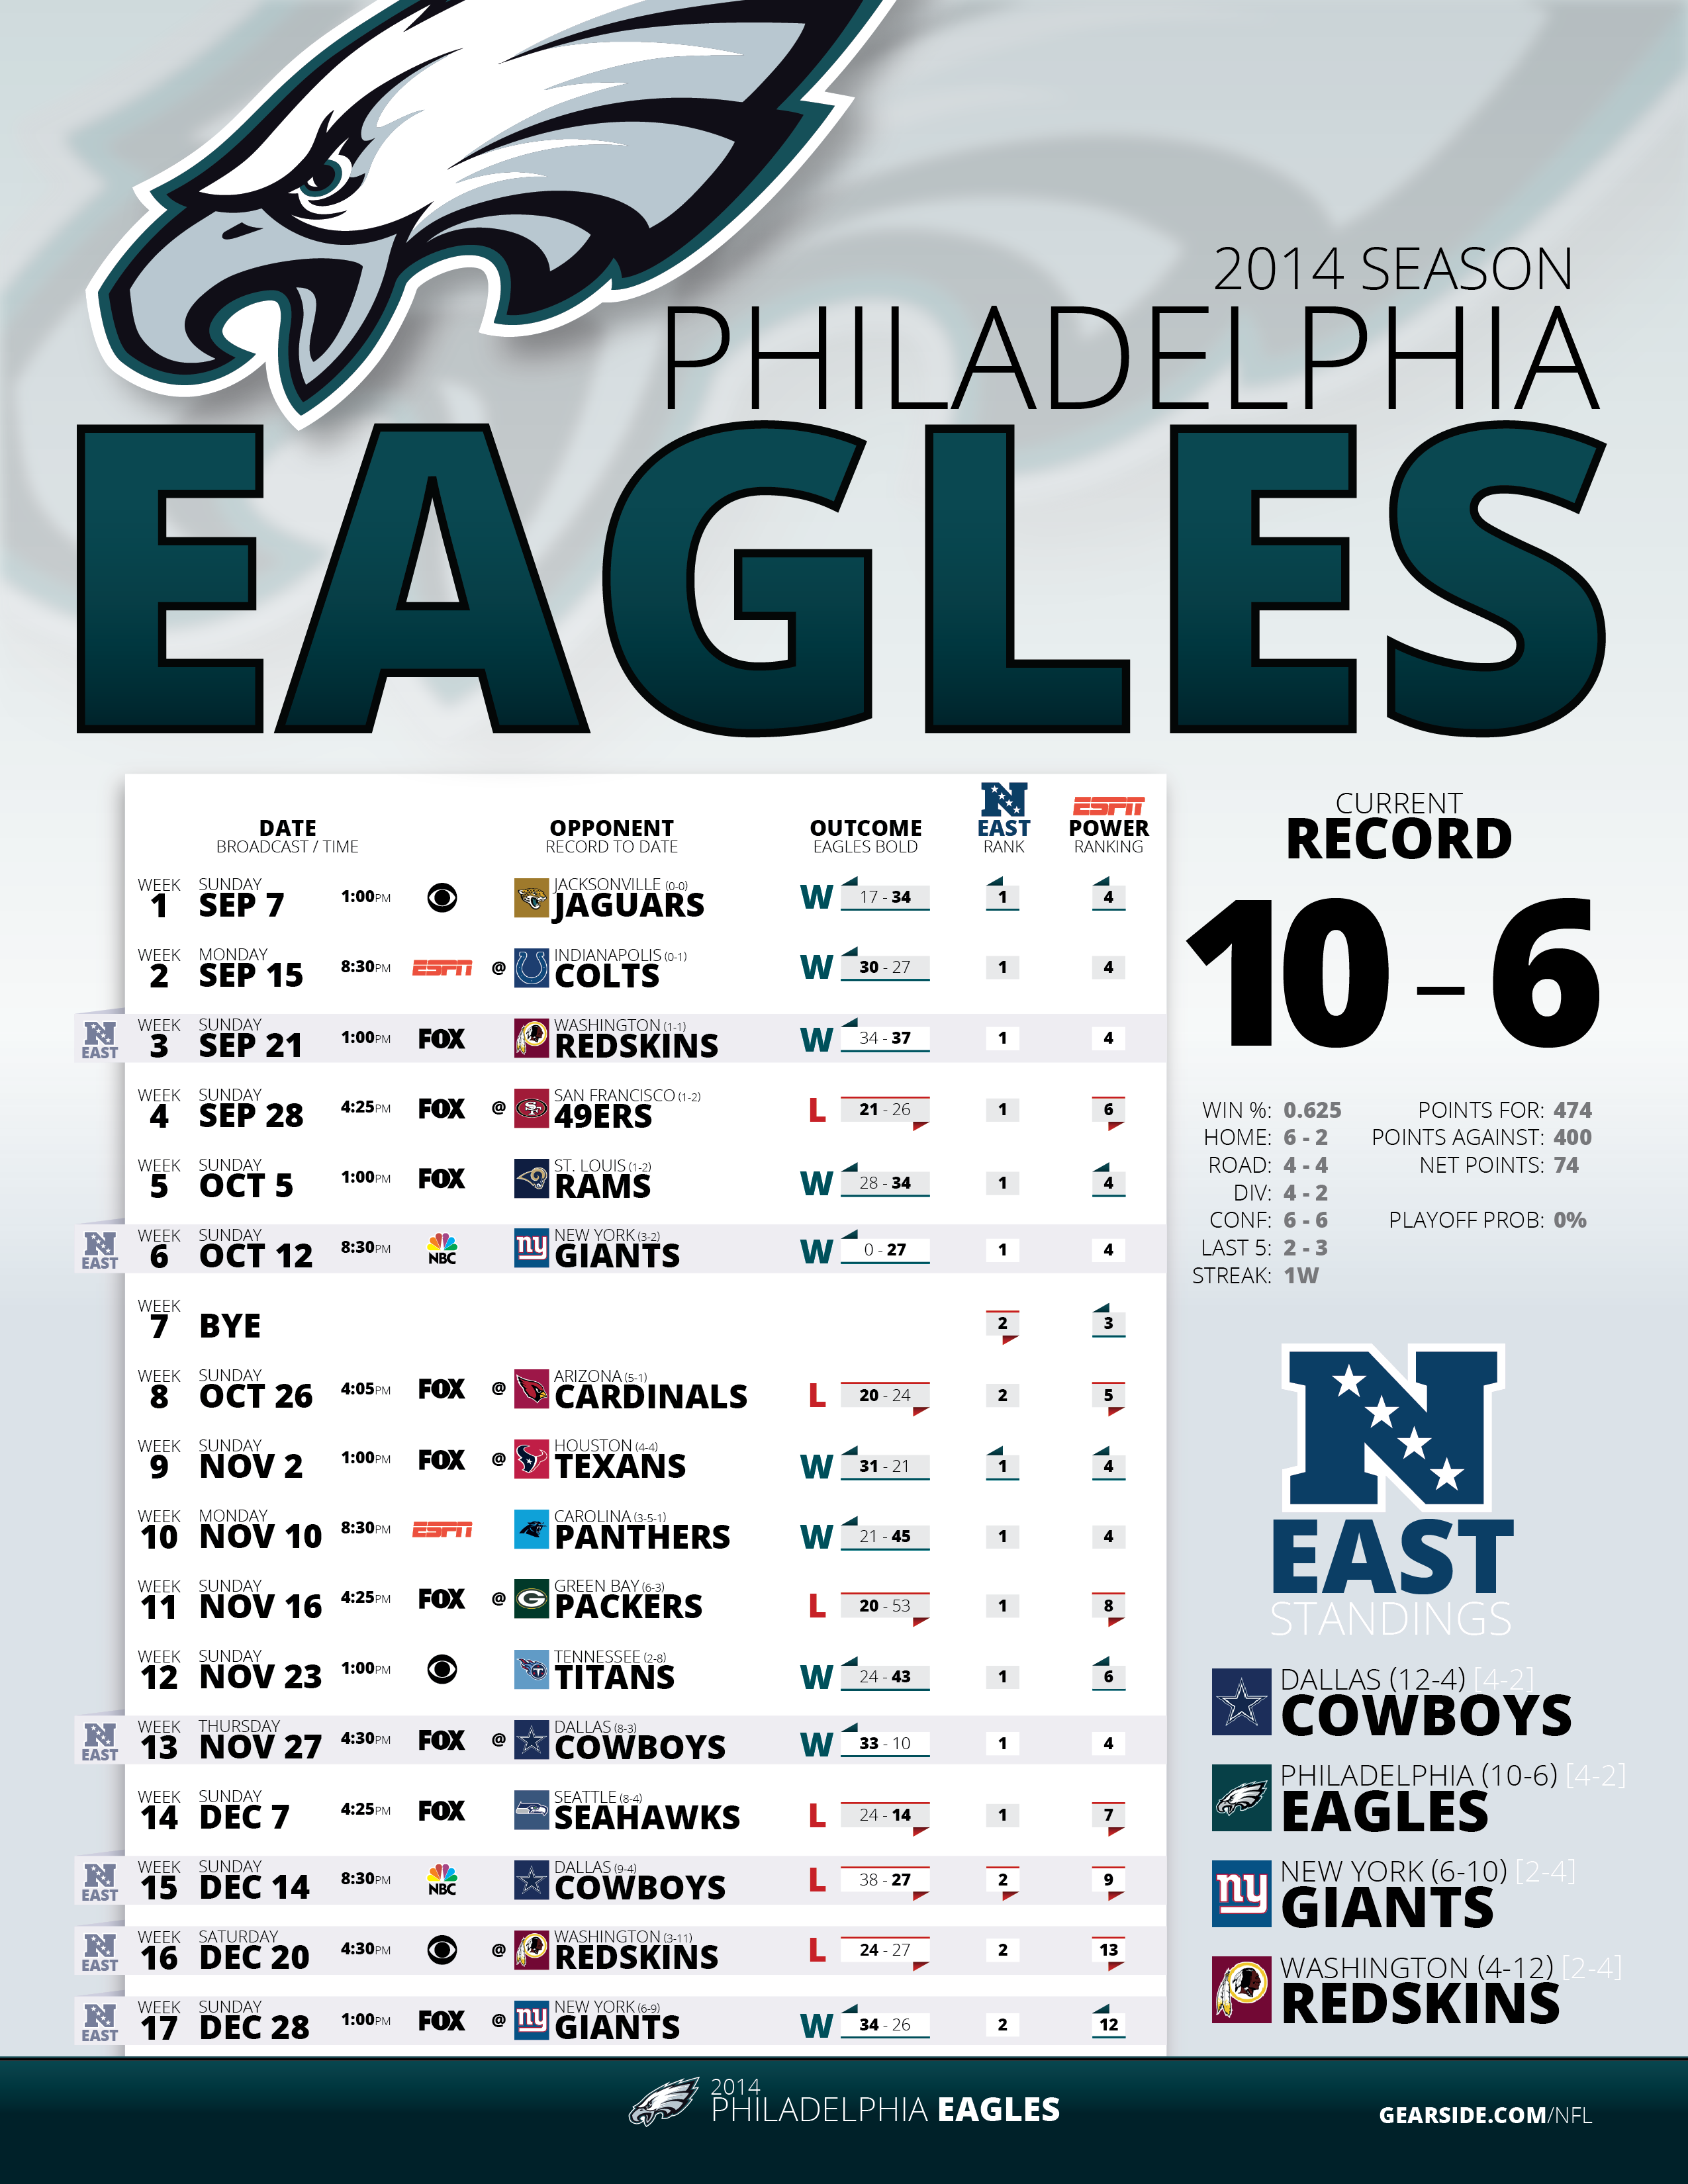 2014 SEASON
PHILADELPHIA
EAGLES
DATE
BROADCAST / TIME
OPPONENT
RECORD TO DATE
OUTCOME
EAGLES BOLD
N
EAST
RANK
ESPN
POWER
RANKING
WEEK 1 SUNDAY SEP 7 1:00PM JACKSONVILLE (0-0) JAGUARS W 17 - 34 1 4
WEEK 2 MONDAY SEP 15 8:30PM ESPN @ INDIANAPOLIS (0-1) COLTS W 30 - 27 1 4
N EAST WEEK 3 SUNDAY SEP 21 1:00PM FOX WASHINGTON (1-1) REDSKINS W 34 - 37 1 4
WEEK 4 SUNDAY SEP 28 4:25PM FOX @ SF SAN FRANCISCO (1-2) 49ERS L 21 - 26 1 6
WEEK 5 SUNDAY OCT 5 1:00PM FOX ST. LOUIS (1-2) RAMS W 28 - 34 1 4
N EAST WEEK 6 SUNDAY OCT 12 8:30PM NBC ny NEW YORK (3-2) GIANTS W 0 - 27 1 4
WEEK 7 BYE 2 3
WEEK 8 SUNDAY OCT 26 4:05PM FOX @ ARIZONA (5-1) CARDINALS L 20 - 24 2 5
WEEK 9 SUNDAY NOV 2 1:00PM FOX @ HOUSTON (4-4) TEXANS W 31 - 21 1 4
WEEK 10 MONDAY NOV 10 8:30PM ESPN CAROLINA (3-5-1) PANTHERS W 21 - 45 1 4
WEEK 11 SUNDAY NOV 16 4:25PM FOX @ G GREEN BAY (6-3) PACKERS L 20 - 53 1 8
WEEK 12 SUNDAY NOV 23 1:00PM T TENNESSEE (2-8) TITANS W 24 - 43 1 6
N EAST WEEK 13 THURSDAY NOV 27 4:30PM FOX @ DALLAS (8-3) COWBOYS W 33 - 10 1 4
WEEK 14 SUNDAY DEC 7 4:25PM FOX SEATTLE (8-4) SEAHAWKS L 24 - 14 1 7
N EAST WEEK 15 SUNDAY DEC 14 8:30PM NBC DALLAS (9-4) COWBOYS L 38 - 27 2 9
N EAST WEEK 16 SATURDAY DEC 20 4:30PM @ WASHINGTON (3-11) REDSKINS L 24 - 27 2 13
N EAST WEEK 17 SUNDAY DEC 28 1:00PM FOX @ ny NEW YORK (6-9) GIANTS W 34 - 26 2 12
CURRENT
RECORD
10 – 6
WIN %: 0.625
HOME: 6 - 2
ROAD: 4 - 4
DIV: 4 - 2
CONF: 6 - 6
LAST 5: 2 - 3
STREAK: 1W
POINTS FOR: 474
POINTS AGAINST: 400
NET POINTS: 74
PLAYOFF PROB: 0%
N
EAST
STANDINGS
DALLAS (12-4) [4-2]
COWBOYS
PHILADELPHIA (10-6) [4-2]
EAGLES
ny
NEW YORK (6-10) [2-4]
GIANTS
WASHINGTON (4-12) [2-4]
REDSKINS
2014
PHILADELPHIA EAGLES
GEARSIDE.COM/NFL